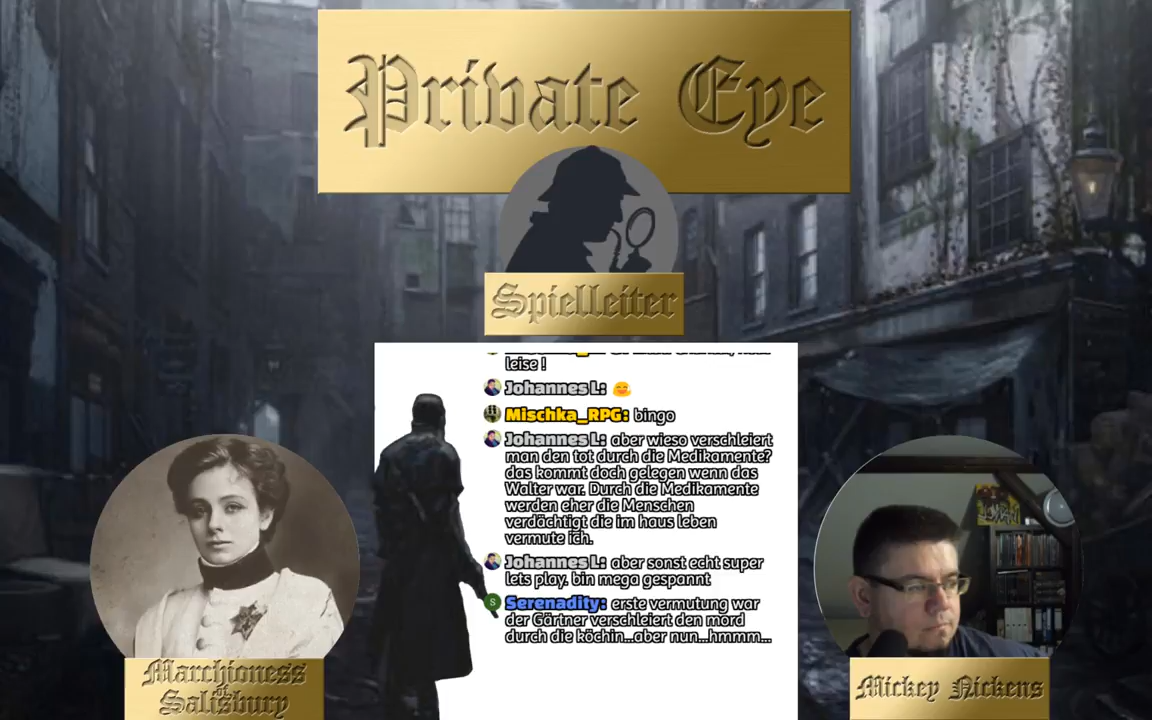 Private Eye
Spielleiter
leise !
Johannes L: 😊
Mischka_RPG: bingo
Johannes L: aber wieso verschleiert
man den tot durch die Medikamente?
das kommt doch gelegen wenn das
Walter war. Durch die Medikamente
werden eher die Menschen
verdächtigt die im haus leben
vermute ich.
Johannes L: aber sonst echt super
lets play. bin mega gespannt
S Serenadity: erste vermutung war
der Gärtner verschleiert den mord
durch die köchin...aber nun...hmmm...
Marchioness
of
Salisbury
Mickey Nickens